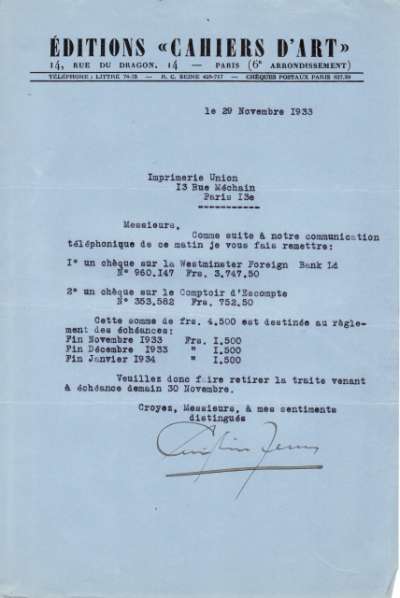 ÉDITIONS «CAHIERS D'ART»
14, RUE DU DRAGON, 14 — PARIS (6e ARRONDISSEMENT)
TÉLÉPHONE : LITTRÉ 74-28 — R. C. SEINE 425-717 — CHÈQUES POSTAUX PARIS
le 29 Novembre 1933
Imprimerie Union
13 Rue Méchain
Paris 13e
-----------
Messieurs,
Comme suite à notre communication
téléphonique de ce matin je vous fais remettre:
1° un chèque sur la Westminster Foreign Bank Ld
N° 960.147 Frs. 3.747.50
2° un chèque sur le Comptoir d'Escompte
N° 353,582 Frs. 752.50
Cette somme de frs. 4.500 est destinée au règle-
ment des échéances:
Fin Novembre 1933 Frs. 1,500
Fin Décembre 1933 " 1,500
Fin Janvier 1934 " 1,500
Veuillez donc faire retirer la traite venant
à échéance demain 30 Novembre.
Croyez, Messieurs, à mes sentiments
distingués